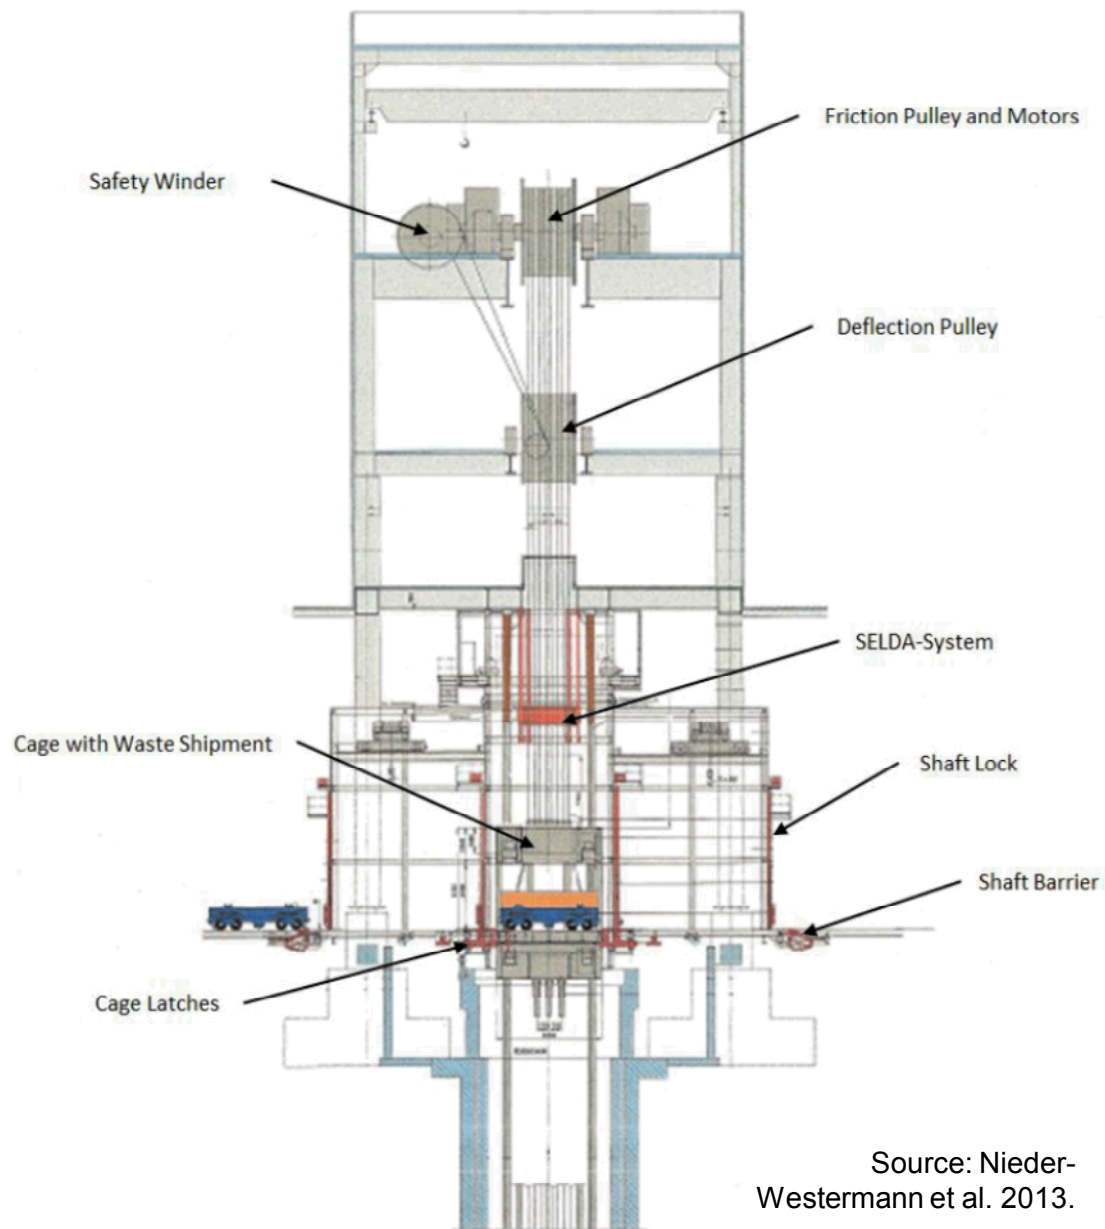 Friction Pulley and Motors
Safety Winder
Deflection Pulley
SELDA-System
Cage with Waste Shipment
Shaft Lock
Shaft Barrier
Cage Latches
Source: Nieder-
Westermann et al. 2013.